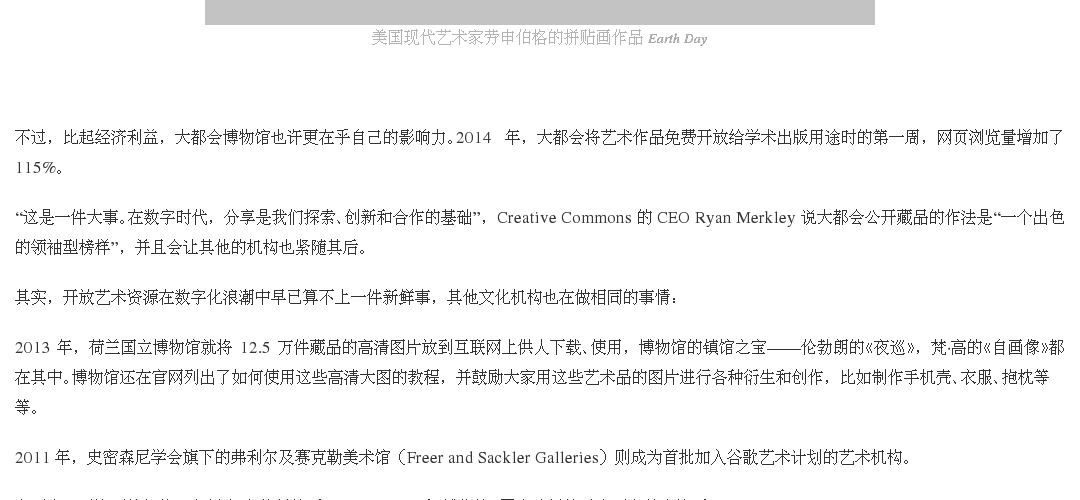 美国现代艺术家劳申伯格的拼贴画作品 Earth Day
不过，比起经济利益，大都会博物馆也许更在乎自己的影响力。2014 年，大都会将艺术作品免费开放给学术出版用途时的第一周，网页浏览量增加了
115%。
“这是一件大事。在数字时代，分享是我们探索、创新和合作的基础”，Creative Commons 的 CEO Ryan Merkley 说大都会公开藏品的作法是“一个出色
的领袖型榜样”，并且会让其他的机构也紧随其后。
其实，开放艺术资源在数字化浪潮中早已算不上一件新鲜事，其他文化机构也在做相同的事情：
2013 年，荷兰国立博物馆就将 12.5 万件藏品的高清图片放到互联网上供人下载、使用，博物馆的镇馆之宝——伦勃朗的《夜巡》，梵·高的《自画像》都
在其中。博物馆还在官网列出了如何使用这些高清大图的教程，并鼓励大家用这些艺术品的图片进行各种衍生和创作，比如制作手机壳、衣服、抱枕等
等。
2011 年，史密森尼学会旗下的弗利尔及赛克勒美术馆（Freer and Sackler Galleries）则成为首批加入谷歌艺术计划的艺术机构。